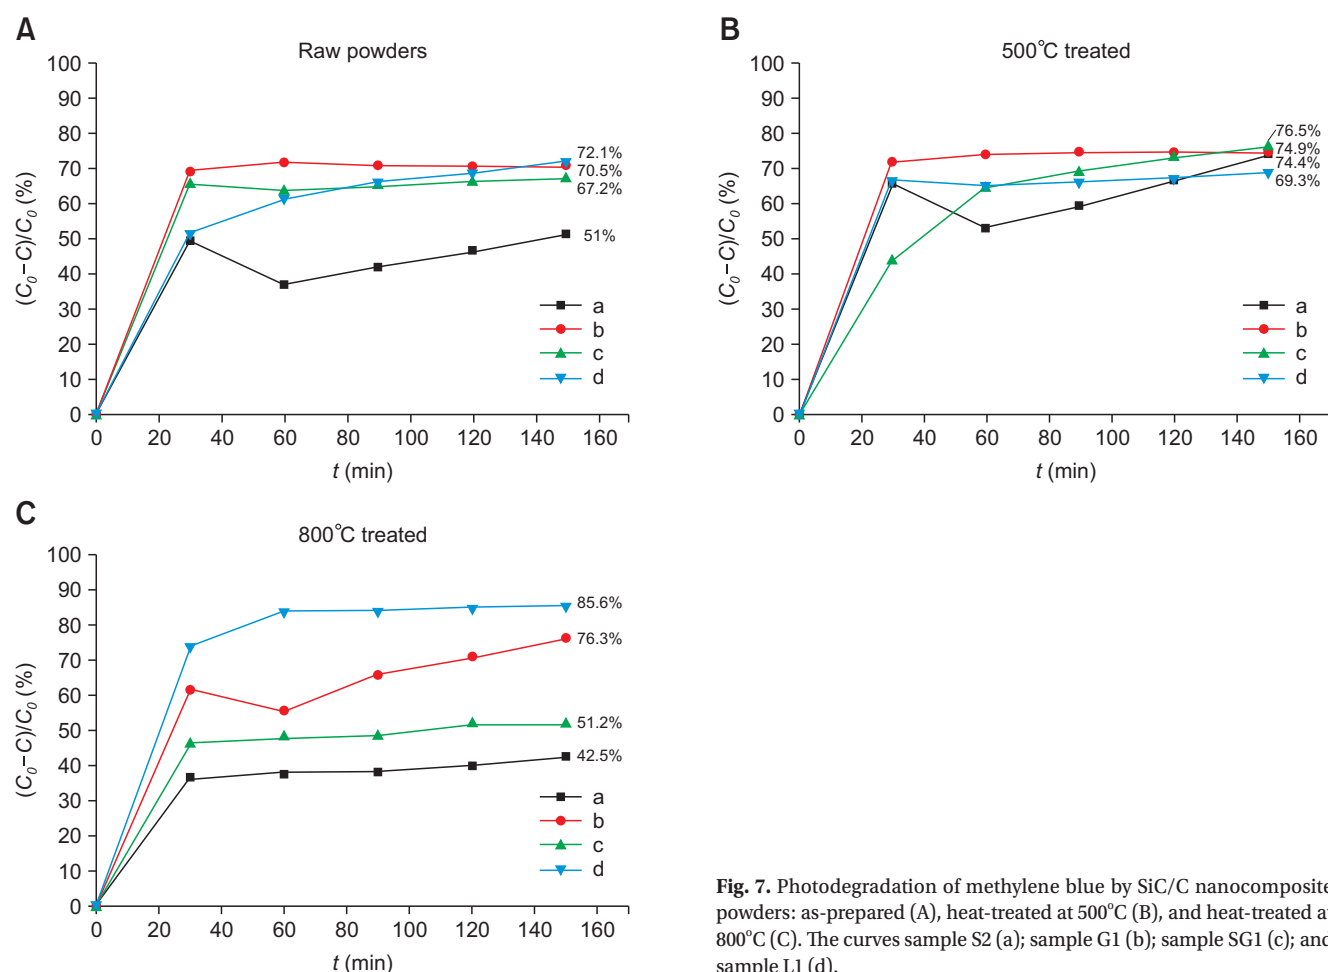 A
Raw powders
100
90
80
70
60
50
40
30
20
10
0
(C0–C)/C0 (%)
72.1%
70.5%
67.2%
51%
a
b
c
d
0 20 40 60 80 100 120 140 160
t (min)
B
500°C treated
100
90
80
70
60
50
40
30
20
10
0
(C0–C)/C0 (%)
76.5%
74.9%
74.4%
69.3%
a
b
c
d
0 20 40 60 80 100 120 140 160
t (min)
C
800°C treated
100
90
80
70
60
50
40
30
20
10
0
(C0–C)/C0 (%)
85.6%
76.3%
51.2%
42.5%
a
b
c
d
0 20 40 60 80 100 120 140 160
t (min)
Fig. 7. Photodegradation of methylene blue by SiC/C nanocomposite
powders: as-prepared (A), heat-treated at 500°C (B), and heat-treated at
800°C (C). The curves sample S2 (a); sample G1 (b); sample SG1 (c); and
sample L1 (d).